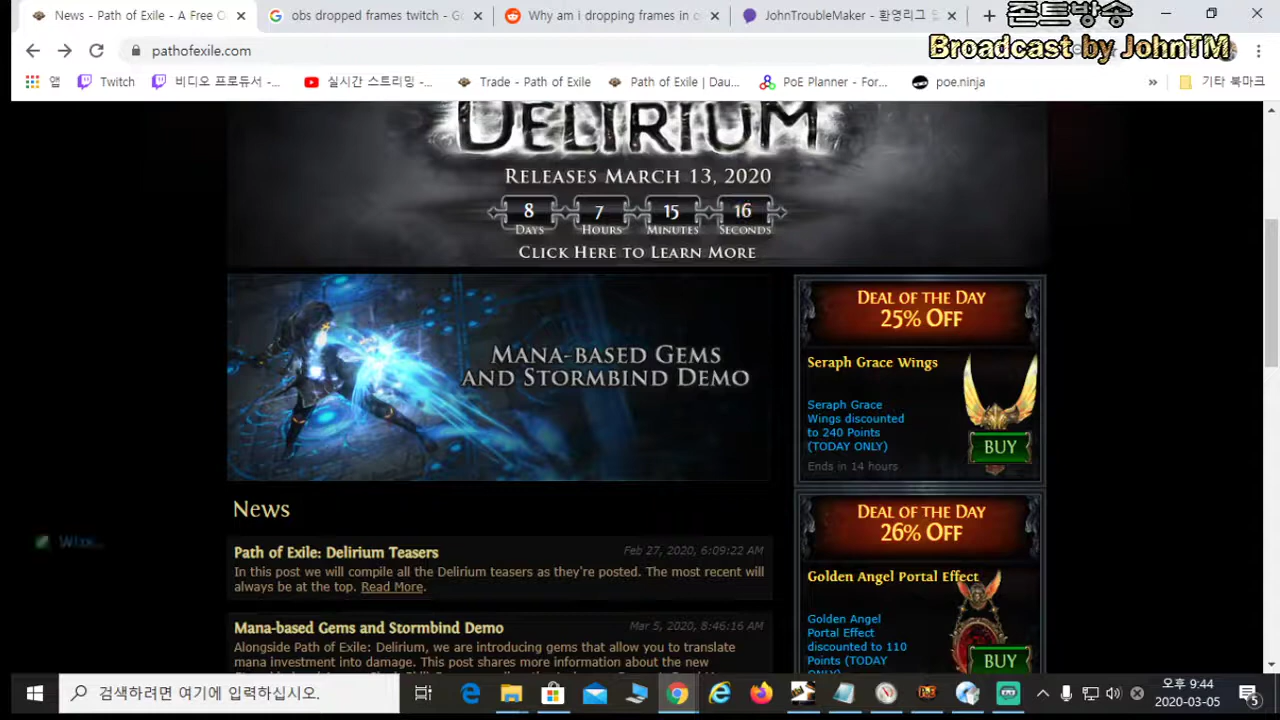 News - Path of Exile - A Free O
obs dropped frames twitch - G
Why am i dropping frames in o
JohnTroubleMaker - 환영리그
존트방송
Broadcast by JohnTM
pathofexile.com
앱
Twitch
비디오 프로듀서 -...
실시간 스트리밍 -...
Trade - Path of Exile
Path of Exile | Dau...
PoE Planner - For...
poe.ninja
»
기타 북마크
DELIRIUM
RELEASES MARCH 13, 2020
8 7 15 16
DAYS HOURS MINUTES SECONDS
CLICK HERE TO LEARN MORE
MANA-BASED GEMS
AND STORMBIND DEMO
DEAL OF THE DAY
25% OFF
Seraph Grace Wings
Seraph Grace
Wings discounted
to 240 Points
(TODAY ONLY)
BUY
Ends in 14 hours
News
Path of Exile: Delirium Teasers
Feb 27, 2020, 6:09:22 AM
In this post we will compile all the Delirium teasers as they're posted. The most recent will
always be at the top. Read More.
Mana-based Gems and Stormbind Demo
Mar 5, 2020, 8:46:16 AM
Alongside Path of Exile: Delirium, we are introducing gems that allow you to translate
mana investment into damage. This post shares more information about the new
DEAL OF THE DAY
26% OFF
Golden Angel Portal Effect
Golden Angel
Portal Effect
discounted to 110
Points (TODAY
BUY
검색하려면 여기에 입력하십시오.
오후 9:44
2020-03-05
5